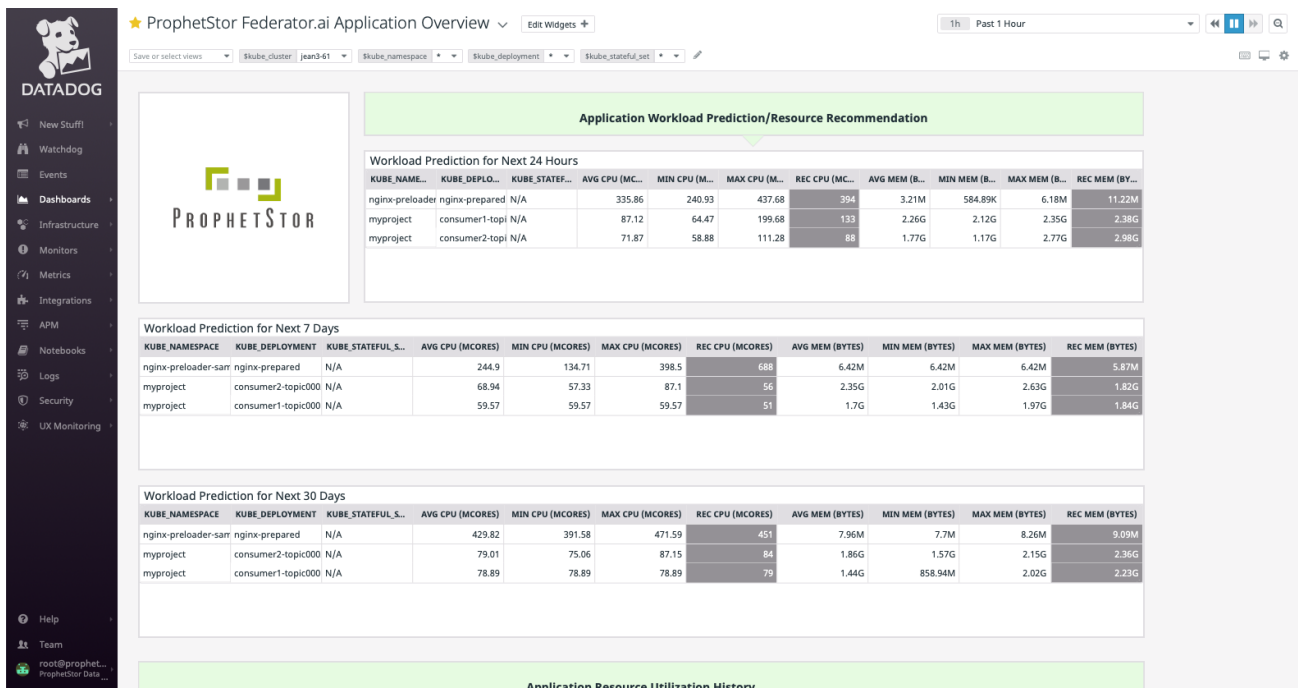 ProphetStor Federator.ai Application Overview Edit Widgets + 1h Past 1 Hour
Save or select views $kube_cluster jean3-61 $kube_namespace * $kube_deployment * $kube_stateful_set *
DATADOG
New Stuff!
Watchdog
Events
Dashboards
Infrastructure
Monitors
Metrics
Integrations
APM
Notebooks
Logs
Security
UX Monitoring
Help
Team
root@prophet...
ProphetStor Data ...
PROPHETSTOR
Application Workload Prediction/Resource Recommendation
Workload Prediction for Next 24 Hours
KUBE_NAME... KUBE_DEPLO... KUBE_STATEF... AVG CPU (MC... MIN CPU (M... MAX CPU (M... REC CPU (MC... AVG MEM (B... MIN MEM (B... MAX MEM (B... REC MEM (BY...
nginx-preloader nginx-prepared N/A 335.86 240.93 437.68 394 3.21M 584.89K 6.18M 11.22M
myproject consumer1-topi N/A 87.12 64.47 199.68 133 2.26G 2.12G 2.35G 2.38G
myproject consumer2-topi N/A 71.87 58.88 111.28 88 1.77G 1.17G 2.77G 2.98G
Workload Prediction for Next 7 Days
KUBE_NAMESPACE KUBE_DEPLOYMENT KUBE_STATEFUL_S... AVG CPU (MCORES) MIN CPU (MCORES) MAX CPU (MCORES) REC CPU (MCORES) AVG MEM (BYTES) MIN MEM (BYTES) MAX MEM (BYTES) REC MEM (BYTES)
nginx-preloader-sam nginx-prepared N/A 244.9 134.71 398.5 688 6.42M 6.42M 6.42M 5.87M
myproject consumer2-topic000 N/A 68.94 57.33 87.1 56 2.35G 2.01G 2.63G 1.82G
myproject consumer1-topic000 N/A 59.57 59.57 59.57 51 1.7G 1.43G 1.97G 1.84G
Workload Prediction for Next 30 Days
KUBE_NAMESPACE KUBE_DEPLOYMENT KUBE_STATEFUL_S... AVG CPU (MCORES) MIN CPU (MCORES) MAX CPU (MCORES) REC CPU (MCORES) AVG MEM (BYTES) MIN MEM (BYTES) MAX MEM (BYTES) REC MEM (BYTES)
nginx-preloader-sam nginx-prepared N/A 429.82 391.58 471.59 451 7.96M 7.7M 8.26M 9.09M
myproject consumer2-topic000 N/A 79.01 75.06 87.15 84 1.86G 1.57G 2.15G 2.36G
myproject consumer1-topic000 N/A 78.89 78.89 78.89 79 1.44G 858.94M 2.02G 2.23G
Application Resource Utilization History